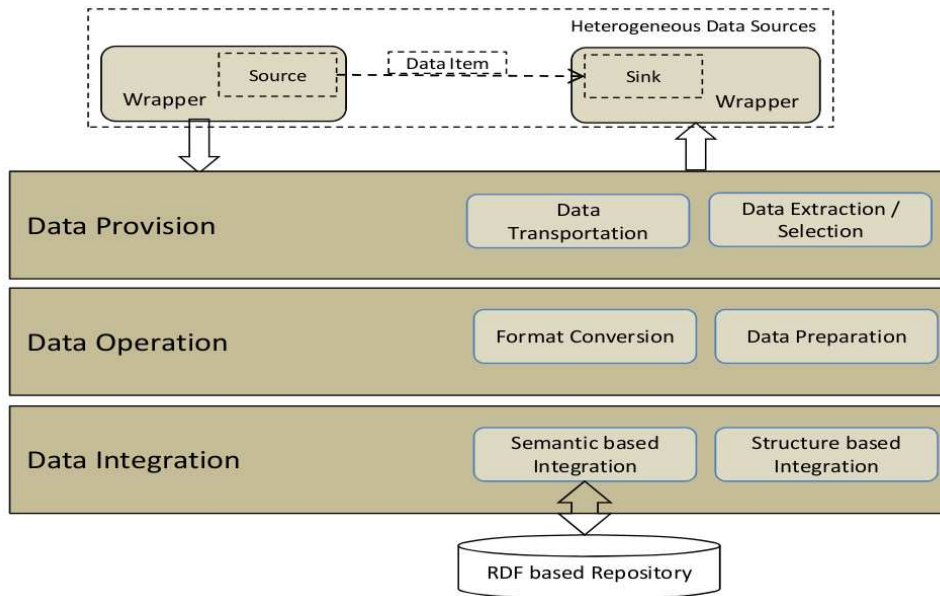 Heterogeneous Data Sources
Source
Wrapper
Data Item
Sink
Wrapper
Data Provision
Data
Transportation
Data Extraction /
Selection
Data Operation
Format Conversion
Data Preparation
Data Integration
Semantic based
Integration
Structure based
Integration
RDF based Repository